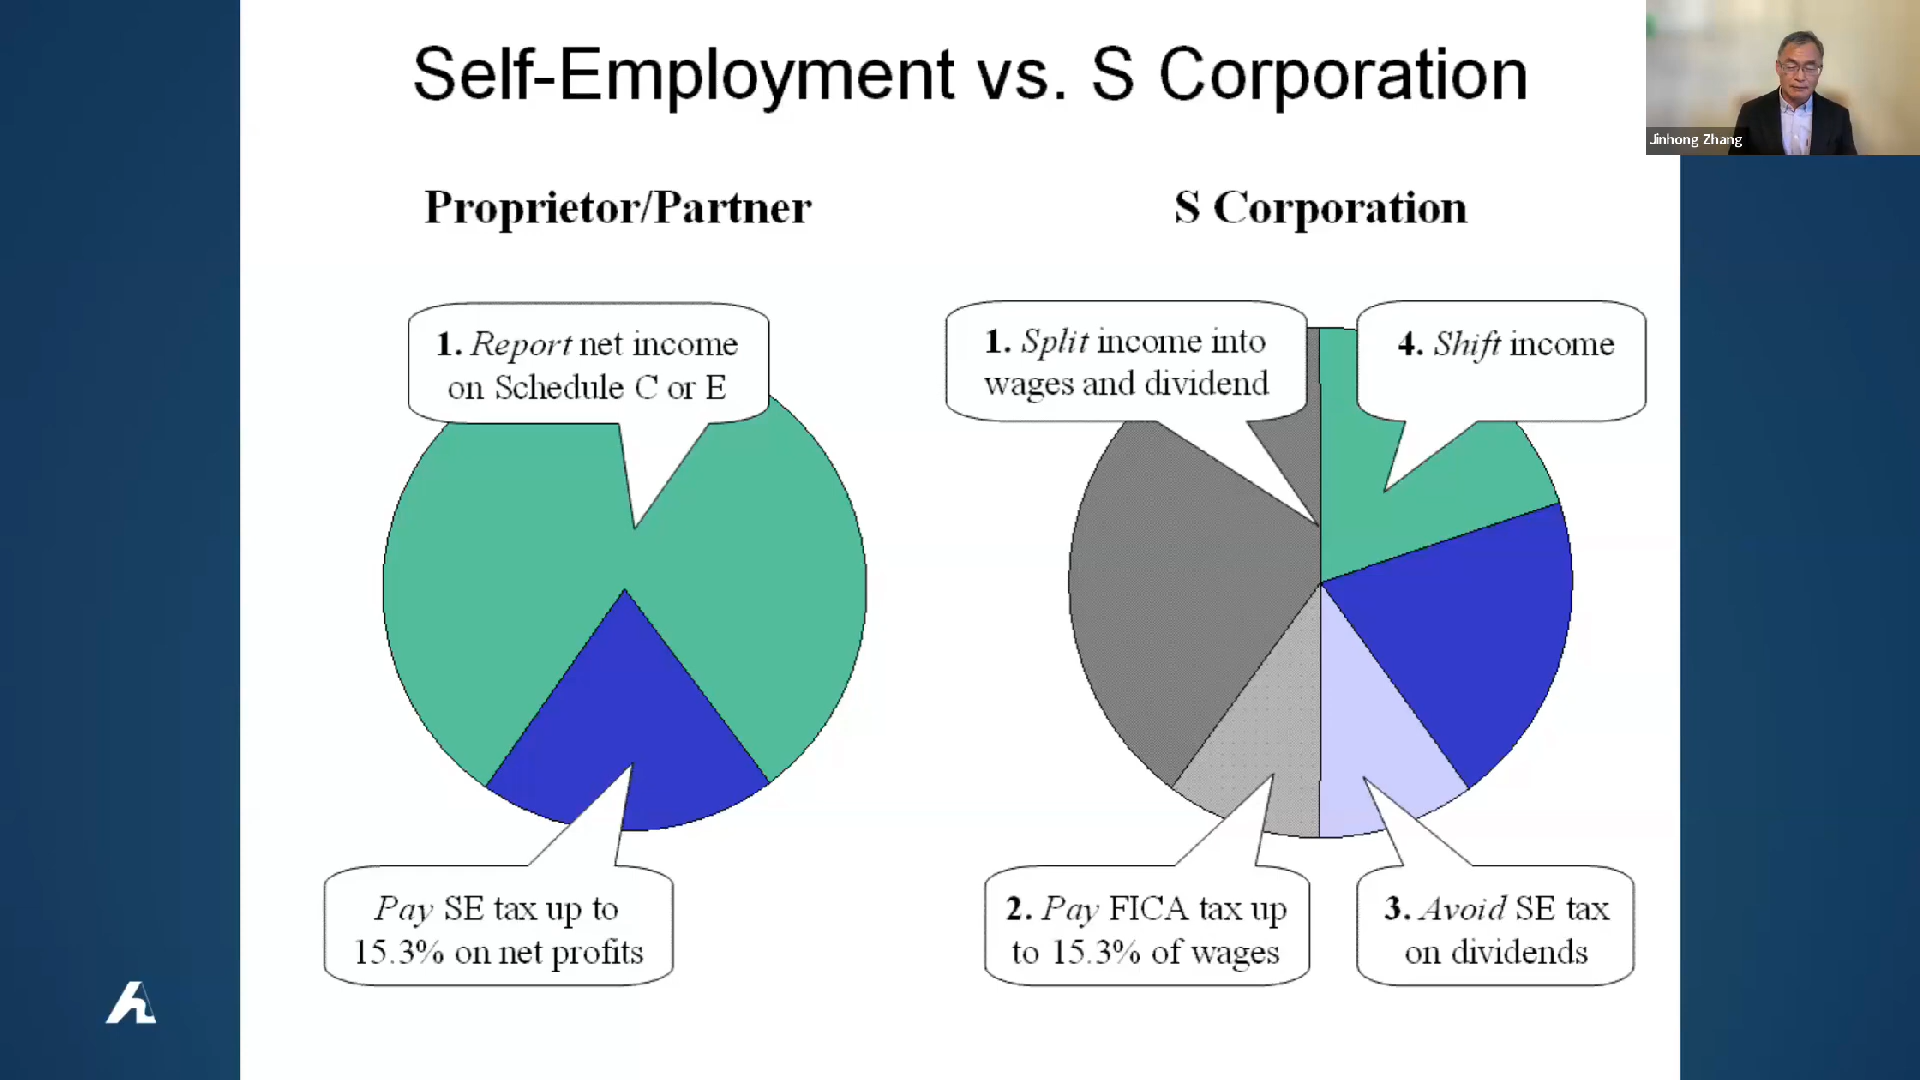 Self-Employment vs. S Corporation
Jinhong Zhang
Proprietor/Partner
S Corporation
1. Report net income
on Schedule C or E
1. Split income into
wages and dividend
4. Shift income
Pay SE tax up to
15.3% on net profits
2. Pay FICA tax up
to 15.3% of wages
3. Avoid SE tax
on dividends